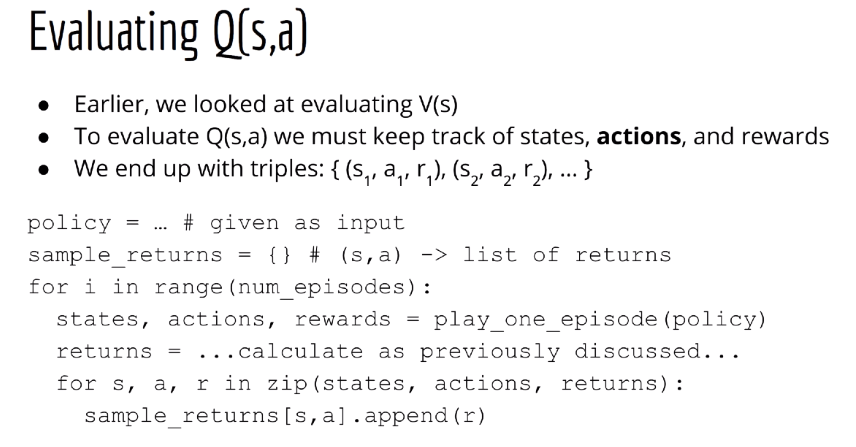 Evaluating Q(s,a)
● Earlier, we looked at evaluating V(s)
● To evaluate Q(s,a) we must keep track of states, actions, and rewards
● We end up with triples: { (s₁, a₁, r₁), (s₂, a₂, r₂), ... }
policy = … # given as input
sample_returns = {} # (s,a) -> list of returns
for i in range(num_episodes):
  states, actions, rewards = play_one_episode(policy)
  returns = ...calculate as previously discussed...
  for s, a, r in zip(states, actions, returns):
    sample_returns[s,a].append(r)